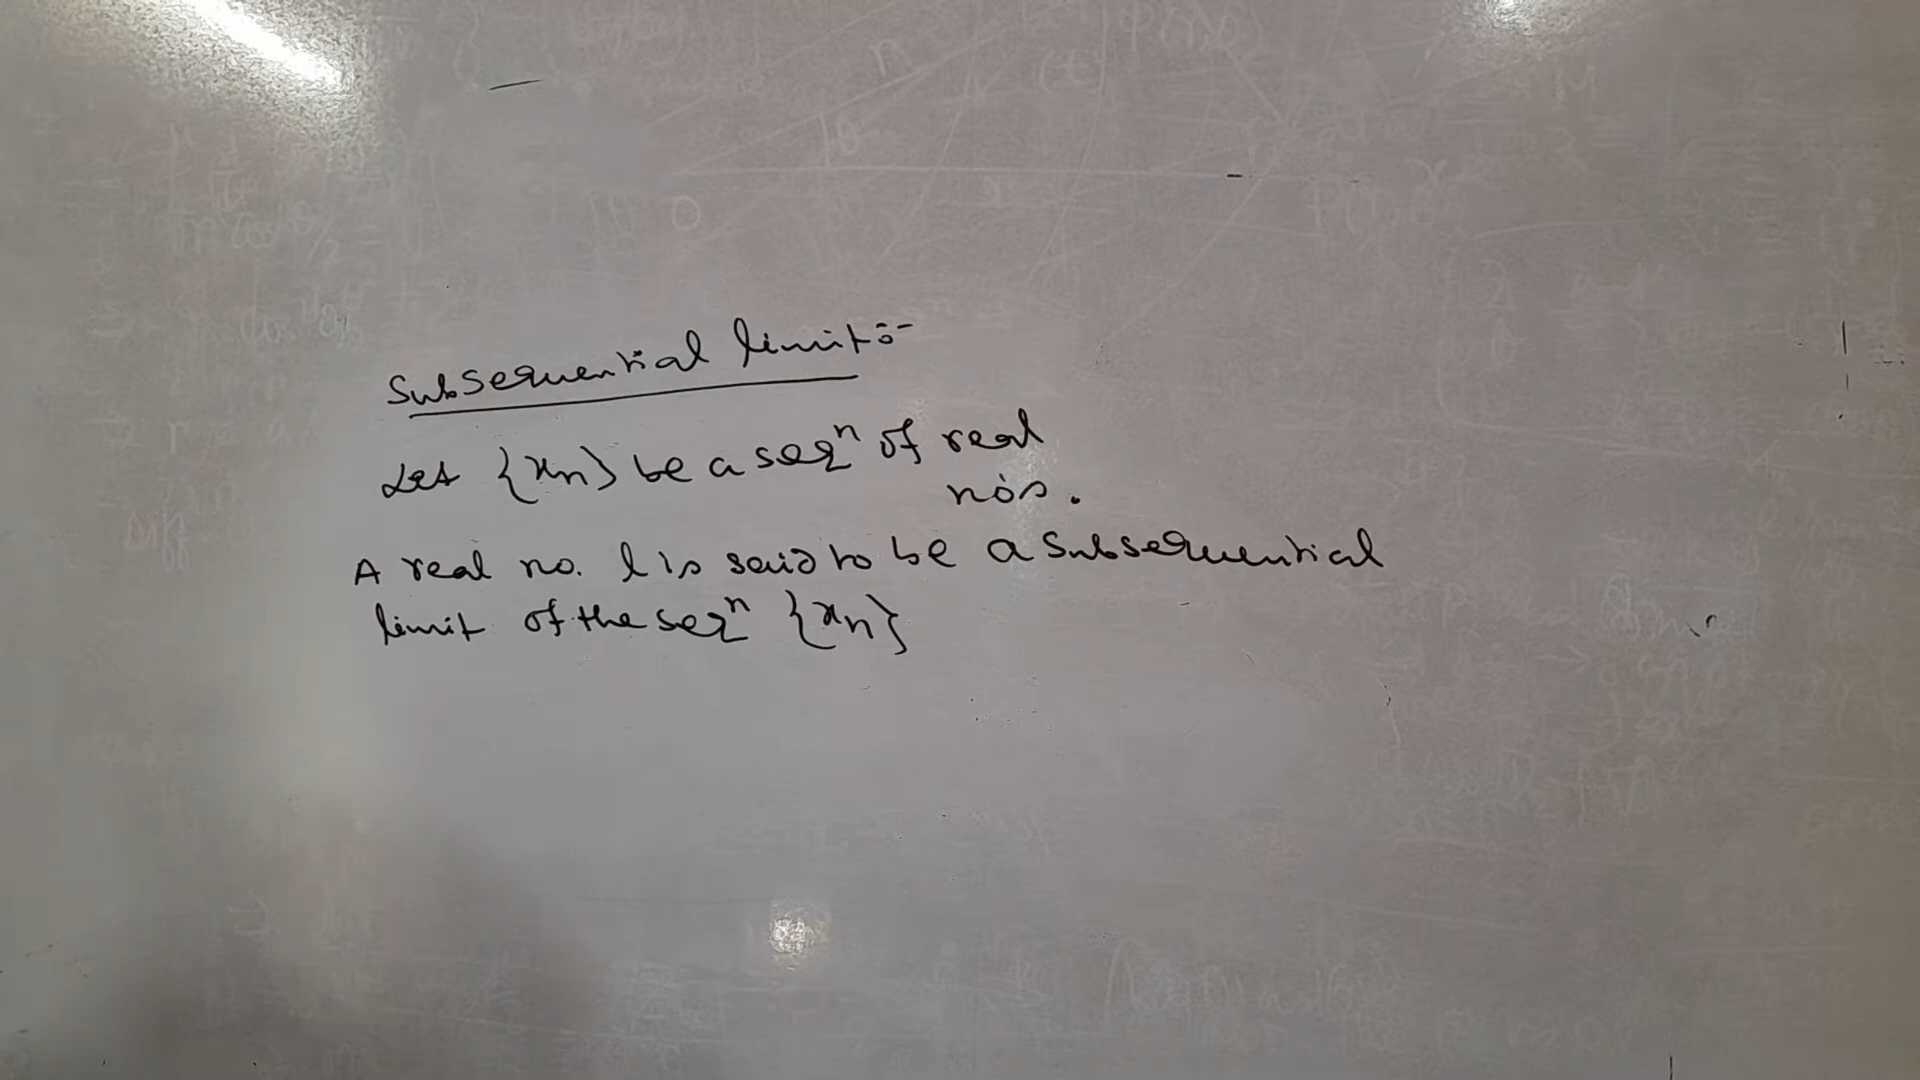 Subsequential limit:-
Let {xn} be a seqⁿ of real
no's.
A real no. l is said to be a subsequential
limit of the seqⁿ {xn}